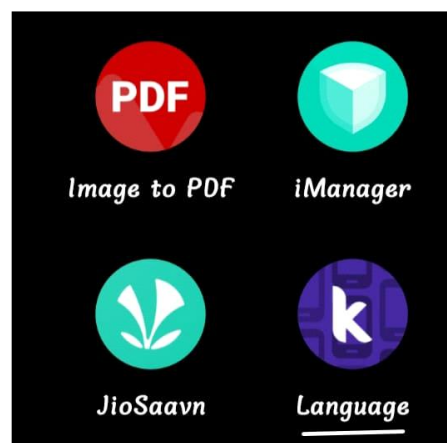 PDF
Image to PDF
iManager
k
JioSaavn
Language